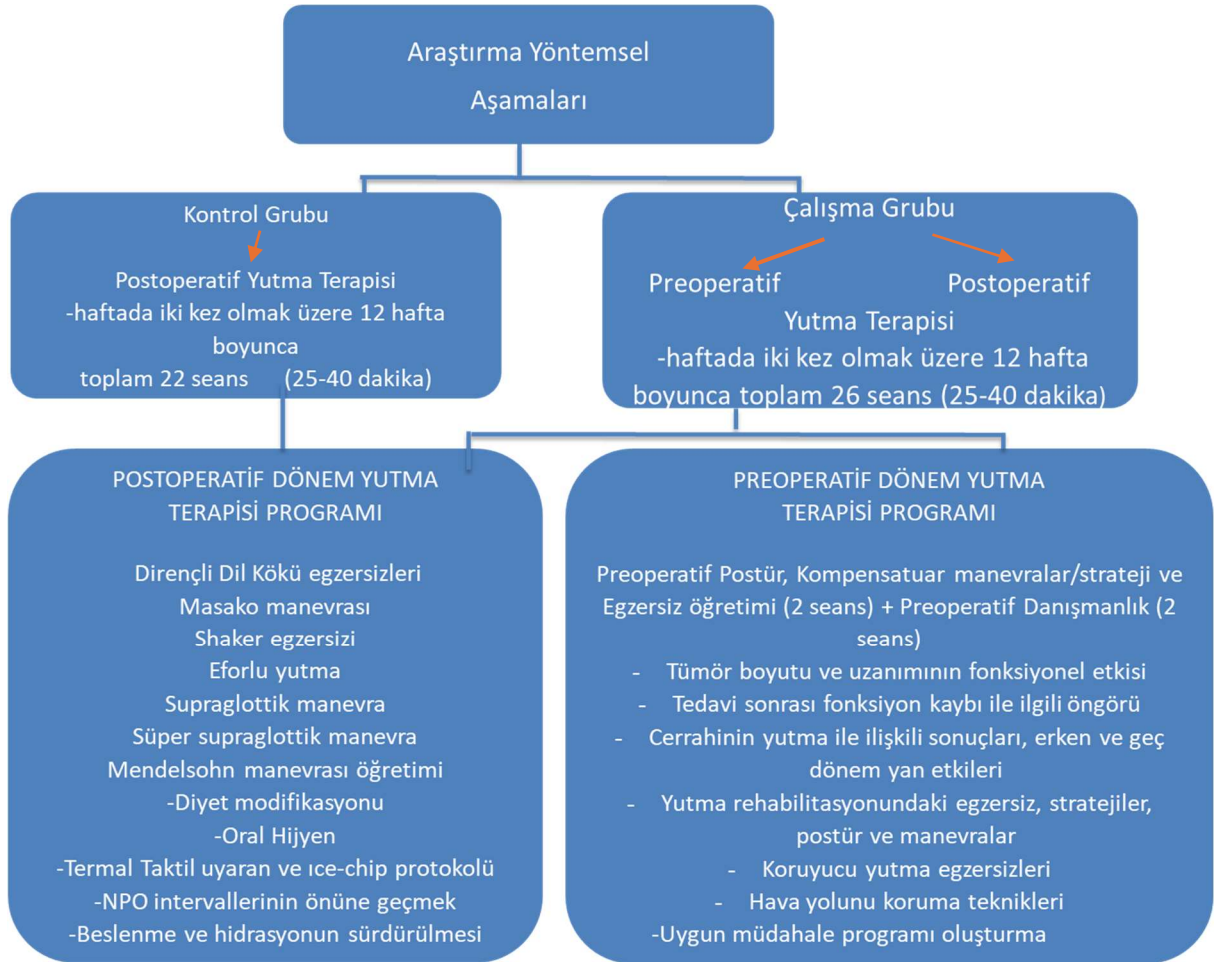 Araştırma Yöntemsel
Aşamaları
Kontrol Grubu
Postoperatif Yutma Terapisi
-haftada iki kez olmak üzere 12 hafta
boyunca
toplam 22 seans (25-40 dakika)
Çalışma Grubu
Preoperatif Postoperatif
Yutma Terapisi
-haftada iki kez olmak üzere 12 hafta
boyunca toplam 26 seans (25-40 dakika)
POSTOPERATİF DÖNEM YUTMA
TERAPİSİ PROGRAMI
Dirençli Dil Kökü egzersizleri
Masako manevrası
Shaker egzersizi
Eforlu yutma
Supraglottik manevra
Süper supraglottik manevra
Mendelsohn manevrası öğretimi
-Diyet modifikasyonu
-Oral Hijyen
-Termal Taktil uyaran ve ıce-chip protokolü
-NPO intervallerinin önüne geçmek
-Beslenme ve hidrasyonun sürdürülmesi
PREOPERATİF DÖNEM YUTMA
TERAPİSİ PROGRAMI
Preoperatif Postür, Kompensatuar manevralar/strateji ve
Egzersiz öğretimi (2 seans) + Preoperatif Danışmanlık (2
seans)
- Tümör boyutu ve uzanımının fonksiyonel etkisi
- Tedavi sonrası fonksiyon kaybı ile ilgili öngörü
- Cerrahinin yutma ile ilişkili sonuçları, erken ve geç
dönem yan etkileri
- Yutma rehabilitasyonundaki egzersiz, stratejiler,
postür ve manevralar
- Koruyucu yutma egzersizleri
- Hava yolunu koruma teknikleri
-Uygun müdahale programı oluşturma